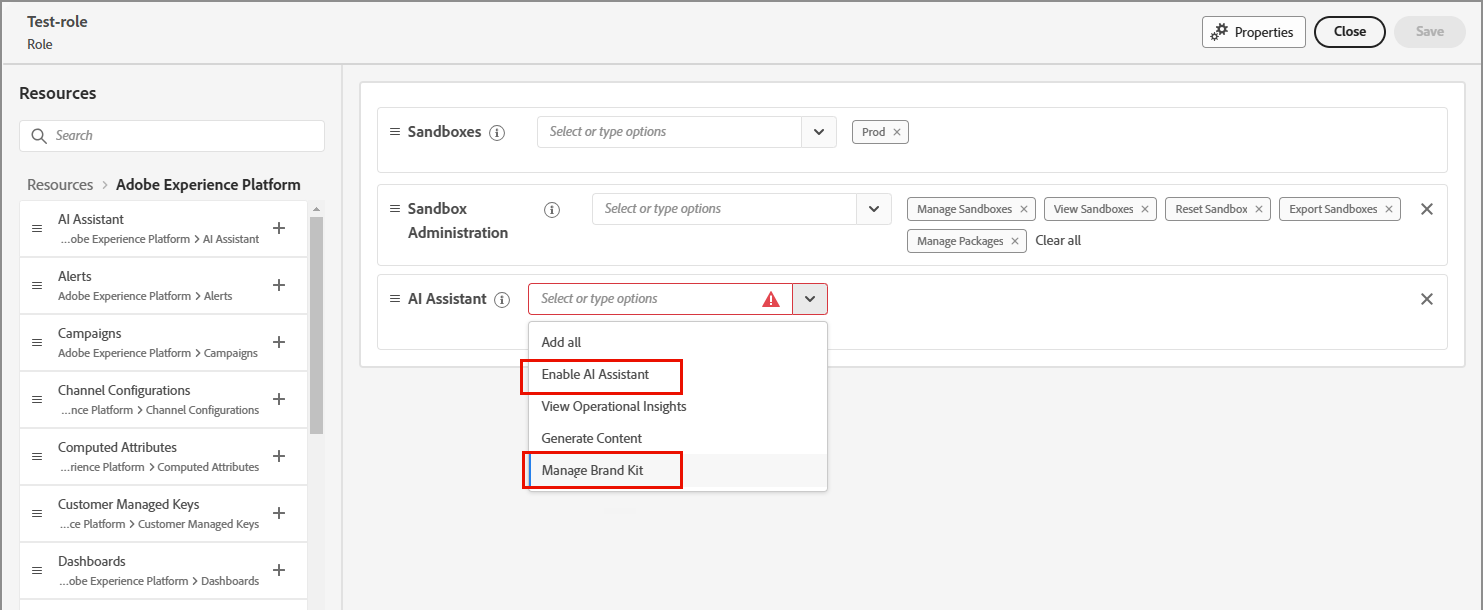 Test-role
Role
Properties
Close
Save
Resources
Search
Resources > Adobe Experience Platform
AI Assistant
...obe Experience Platform > AI Assistant
Alerts
Adobe Experience Platform > Alerts
Campaigns
Adobe Experience Platform > Campaigns
Channel Configurations
...nce Platform > Channel Configurations
Computed Attributes
...rience Platform > Computed Attributes
Customer Managed Keys
...ce Platform > Customer Managed Keys
Dashboards
...obe Experience Platform > Dashboards
Sandboxes
Select or type options
Prod
Sandbox
Administration
Select or type options
Manage Sandboxes
View Sandboxes
Reset Sandbox
Export Sandboxes
Manage Packages
Clear all
AI Assistant
Select or type options
Add all
Enable AI Assistant
View Operational Insights
Generate Content
Manage Brand Kit